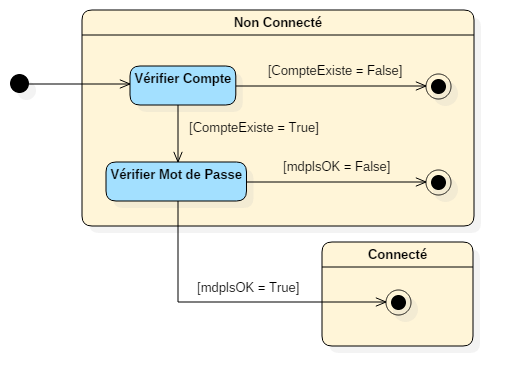 Non Connecté
Vérifier Compte
[CompteExiste = False]
[CompteExiste = True]
Vérifier Mot de Passe
[mdpIsOK = False]
Connecté
[mdpIsOK = True]